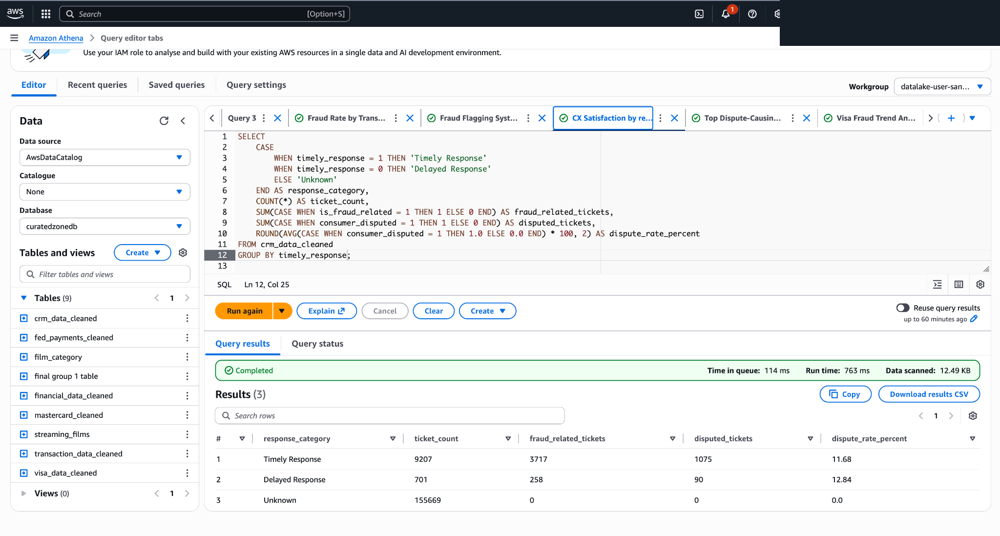 aws
Search [Option+S]
1
Amazon Athena > Query editor tabs
Use your IAM role to analyse and build with your existing AWS resources in a single data and AI development environment.
Editor Recent queries Saved queries Query settings
Workgroup datalake-user-san...
Data
Data source
AwsDataCatalog
Catalogue
None
Database
curatedzonedb
Tables and views Create
Filter tables and views
Tables (9) 1
crm_data_cleaned
fed_payments_cleaned
film_category
final group 1 table
financial_data_cleaned
mastercard_cleaned
streaming_films
transaction_data_cleaned
visa_data_cleaned
Views (0) 1
Query 3 Fraud Rate by Trans... Fraud Flagging Syst... CX Satisfaction by re... Top Dispute-Causin... Visa Fraud Trend An...
1 SELECT
2 CASE
3 WHEN timely_response = 1 THEN 'Timely Response'
4 WHEN timely_response = 0 THEN 'Delayed Response'
5 ELSE 'Unknown'
6 END AS response_category,
7 COUNT(*) AS ticket_count,
8 SUM(CASE WHEN is_fraud_related = 1 THEN 1 ELSE 0 END) AS fraud_related_tickets,
9 SUM(CASE WHEN consumer_disputed = 1 THEN 1 ELSE 0 END) AS disputed_tickets,
10 ROUND(AVG(CASE WHEN consumer_disputed = 1 THEN 1.0 ELSE 0.0 END) * 100, 2) AS dispute_rate_percent
11 FROM crm_data_cleaned
12 GROUP BY timely_response;
13
SQL Ln 12, Col 25
Run again Explain Cancel Clear Create
Reuse query results
up to 60 minutes ago
Query results Query status
Completed Time in queue: 114 ms Run time: 763 ms Data scanned: 12.49 KB
Results (3) Copy Download results CSV
Search rows 1
# response_category ticket_count fraud_related_tickets disputed_tickets dispute_rate_percent
1 Timely Response 9207 3717 1075 11.68
2 Delayed Response 701 258 90 12.84
3 Unknown 155669 0 0 0.0